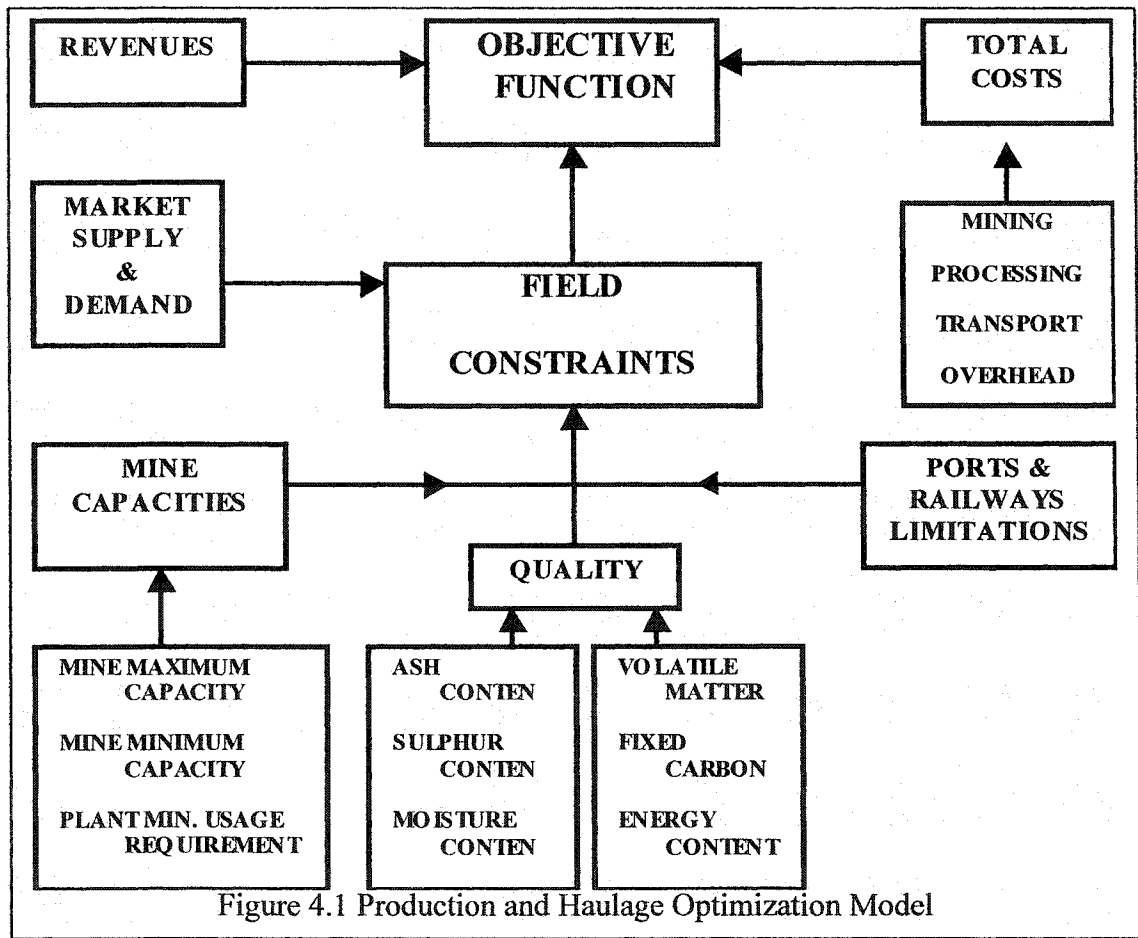 REVENUES
OBJECTIVE
FUNCTION
TOTAL
COSTS
MARKET
SUPPLY
&
DEMAND
FIELD
CONSTRAINTS
MINING
PROCESSING
TRANSPORT
OVERHEAD
MINE
CAPACITIES
PORTS &
RAILWAYS
LIMITATIONS
QUALITY
MINE MAXIMUM
CAPACITY
MINE MINIMUM
CAPACITY
PLANT MIN. USAGE
REQUIREMENT
ASH
CONTEN
SULPHUR
CONTEN
MOISTURE
CONTEN
VOLATILE
MATTER
FIXED
CARBON
ENERGY
CONTENT
Figure 4.1 Production and Haulage Optimization Model